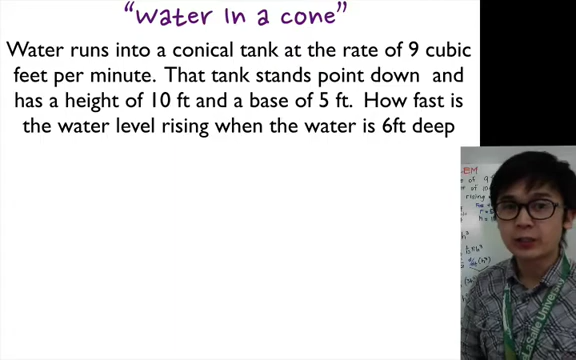 "Water In a cone"
Water runs into a conical tank at the rate of 9 cubic
feet per minute. That tank stands point down and
has a height of 10 ft and a base of 5 ft. How fast is
the water level rising when the water is 6ft deep
LaSalle University